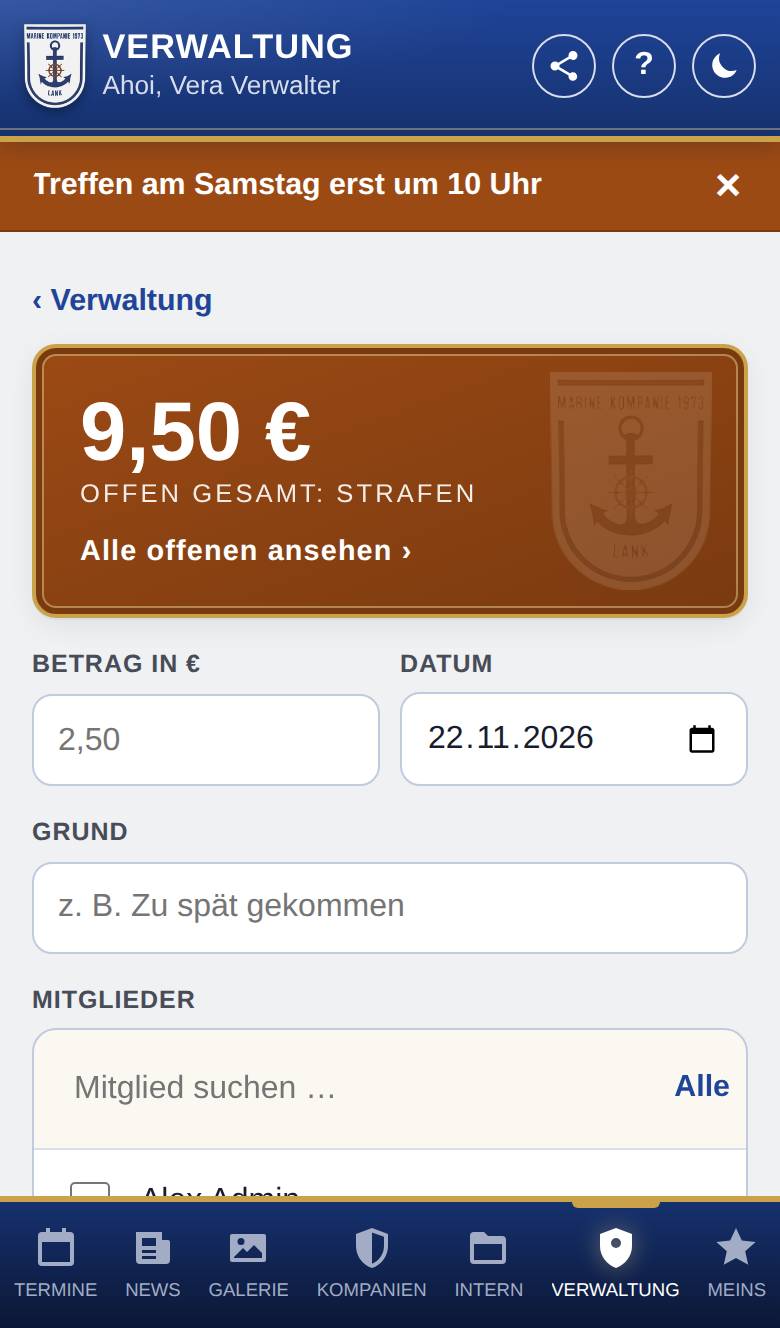 MARINE KOMPANIE 1973
LANK
VERWALTUNG
Ahoi, Vera Verwalter
?
Treffen am Samstag erst um 10 Uhr
×
‹ Verwaltung
9,50 €
OFFEN GESAMT: STRAFEN
Alle offenen ansehen ›
MARINE KOMPANIE 1973
LANK
BETRAG IN €
DATUM
2,50
22.11.2026
GRUND
z. B. Zu spät gekommen
MITGLIEDER
Mitglied suchen …
Alle
Alex Admin
TERMINE
NEWS
GALERIE
KOMPANIEN
INTERN
VERWALTUNG
MEINS